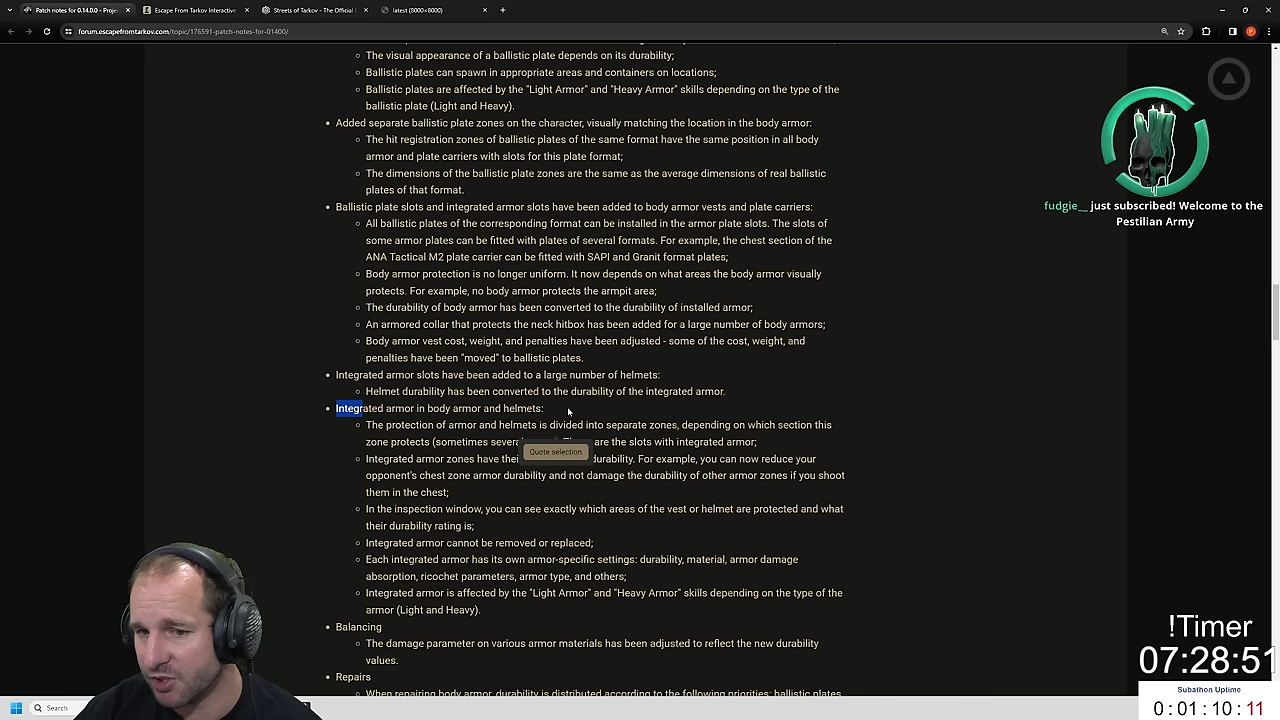 Patch notes for 0.14.0.0 - Proje
Escape From Tarkov Interactive
Streets of Tarkov - The Official
latest (8000×8000)
forum.escapefromtarkov.com/topic/176591-patch-notes-for-01400/
The visual appearance of a ballistic plate depends on its durability;
Ballistic plates can spawn in appropriate areas and containers on locations;
Ballistic plates are affected by the "Light Armor" and "Heavy Armor" skills depending on the type of the
ballistic plate (Light and Heavy).
Added separate ballistic plate zones on the character, visually matching the location in the body armor:
The hit registration zones of ballistic plates of the same format have the same position in all body
armor and plate carriers with slots for this plate format;
The dimensions of the ballistic plate zones are the same as the average dimensions of real ballistic
plates of that format.
Ballistic plate slots and integrated armor slots have been added to body armor vests and plate carriers:
All ballistic plates of the corresponding format can be installed in the armor plate slots. The slots of
some armor plates can be fitted with plates of several formats. For example, the chest section of the
ANA Tactical M2 plate carrier can be fitted with SAPI and Granit format plates;
Body armor protection is no longer uniform. It now depends on what areas the body armor visually
protects. For example, no body armor protects the armpit area;
The durability of body armor has been converted to the durability of installed armor;
An armored collar that protects the neck hitbox has been added for a large number of body armors;
Body armor vest cost, weight, and penalties have been adjusted - some of the cost, weight, and
penalties have been "moved" to ballistic plates.
Integrated armor slots have been added to a large number of helmets:
Helmet durability has been converted to the durability of the integrated armor.
Integrated armor in body armor and helmets:
The protection of armor and helmets is divided into separate zones, depending on which section this
zone protects (sometimes severa are the slots with integrated armor;
Quote selection
Integrated armor zones have thei durability. For example, you can now reduce your
opponent's chest zone armor durability and not damage the durability of other armor zones if you shoot
them in the chest;
In the inspection window, you can see exactly which areas of the vest or helmet are protected and what
their durability rating is;
Integrated armor cannot be removed or replaced;
Each integrated armor has its own armor-specific settings: durability, material, armor damage
absorption, ricochet parameters, armor type, and others;
Integrated armor is affected by the "Light Armor" and "Heavy Armor" skills depending on the type of the
armor (Light and Heavy).
Balancing
The damage parameter on various armor materials has been adjusted to reflect the new durability
values.
Repairs
When repairing body armor, durability is distributed according to the following priorities: ballistic plates
fudgie__ just subscribed! Welcome to the
Pestilian Army
!Timer
07:28:51
Subathon Uptime
0:01:10:11
Search